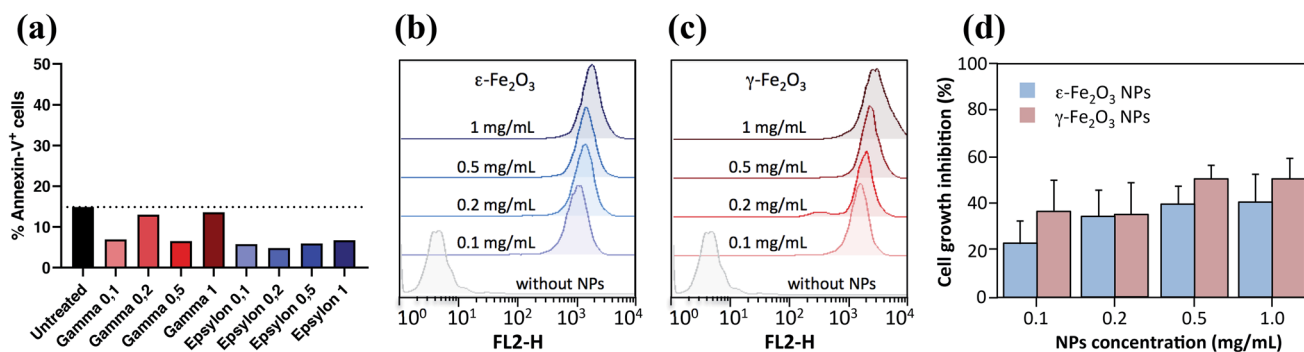 (a)
% Annexin-V⁺ cells
50
40
30
20
10
0
Untreated
Gamma 0,1
Gamma 0,2
Gamma 0,5
Gamma 1
Epsylon 0,1
Epsylon 0,2
Epsylon 0,5
Epsylon 1
(b)
ε-Fe₂O₃
1 mg/mL
0.5 mg/mL
0.2 mg/mL
0.1 mg/mL
without NPs
10⁰ 10¹ 10² 10³ 10⁴
FL2-H
(c)
γ-Fe₂O₃
1 mg/mL
0.5 mg/mL
0.2 mg/mL
0.1 mg/mL
without NPs
10⁰ 10¹ 10² 10³ 10⁴
FL2-H
(d)
Cell growth inhibition (%)
100
80
60
40
20
0
ε-Fe₂O₃ NPs
γ-Fe₂O₃ NPs
0.1 0.2 0.5 1.0
NPs concentration (mg/mL)